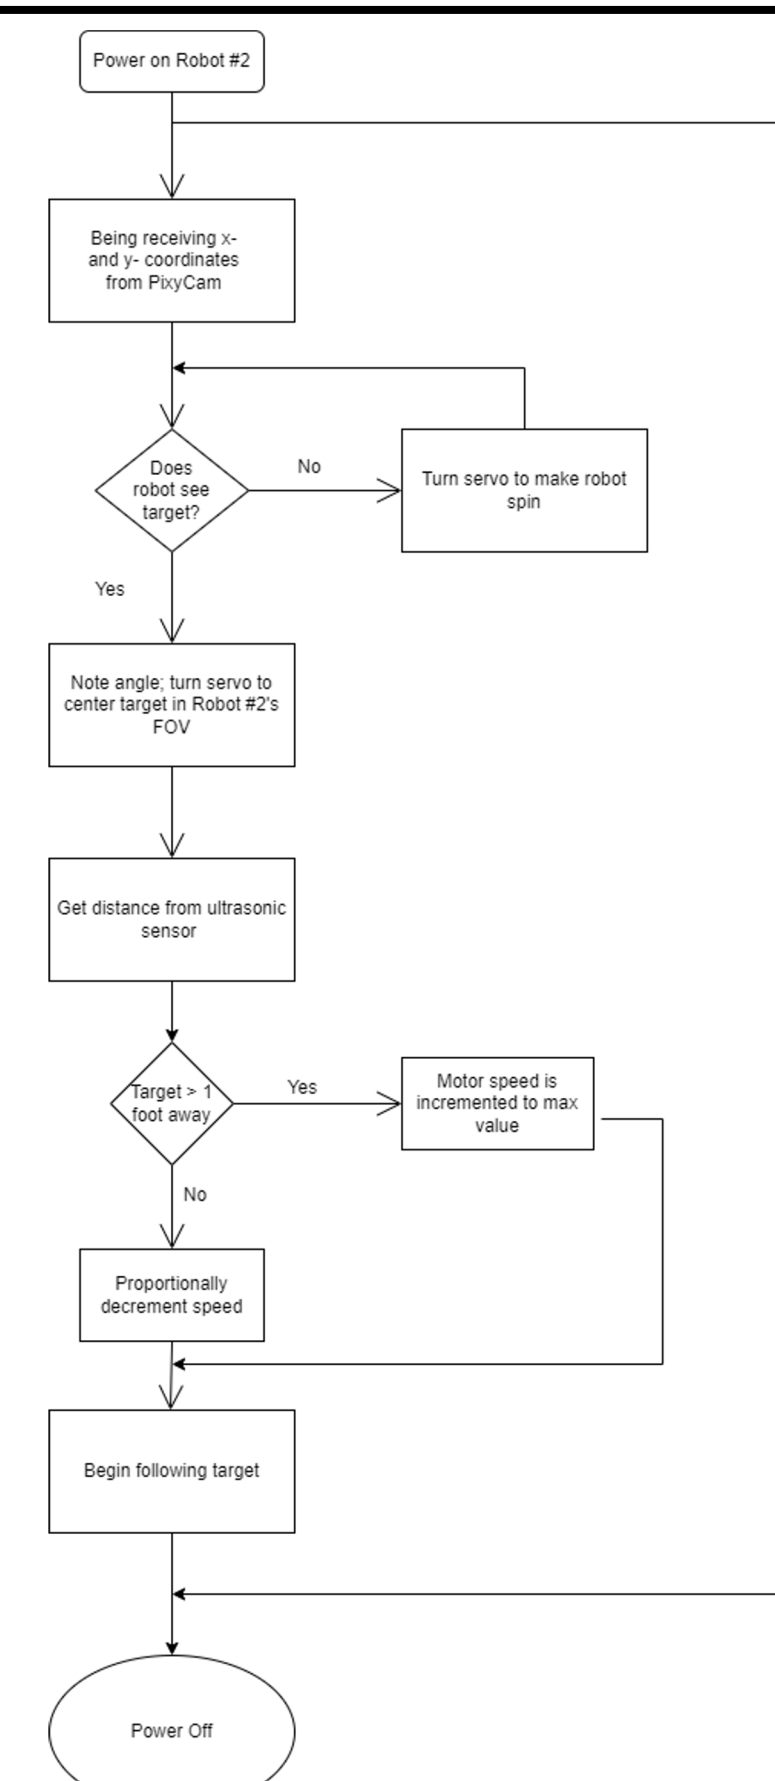 Power on Robot #2
Being receiving x-
and y- coordinates
from PixyCam
Does
robot see
target?
No
Turn servo to make robot
spin
Yes
Note angle; turn servo to
center target in Robot #2's
FOV
Get distance from ultrasonic
sensor
Target > 1
foot away
Yes
Motor speed is
incremented to max
value
No
Proportionally
decrement speed
Begin following target
Power Off